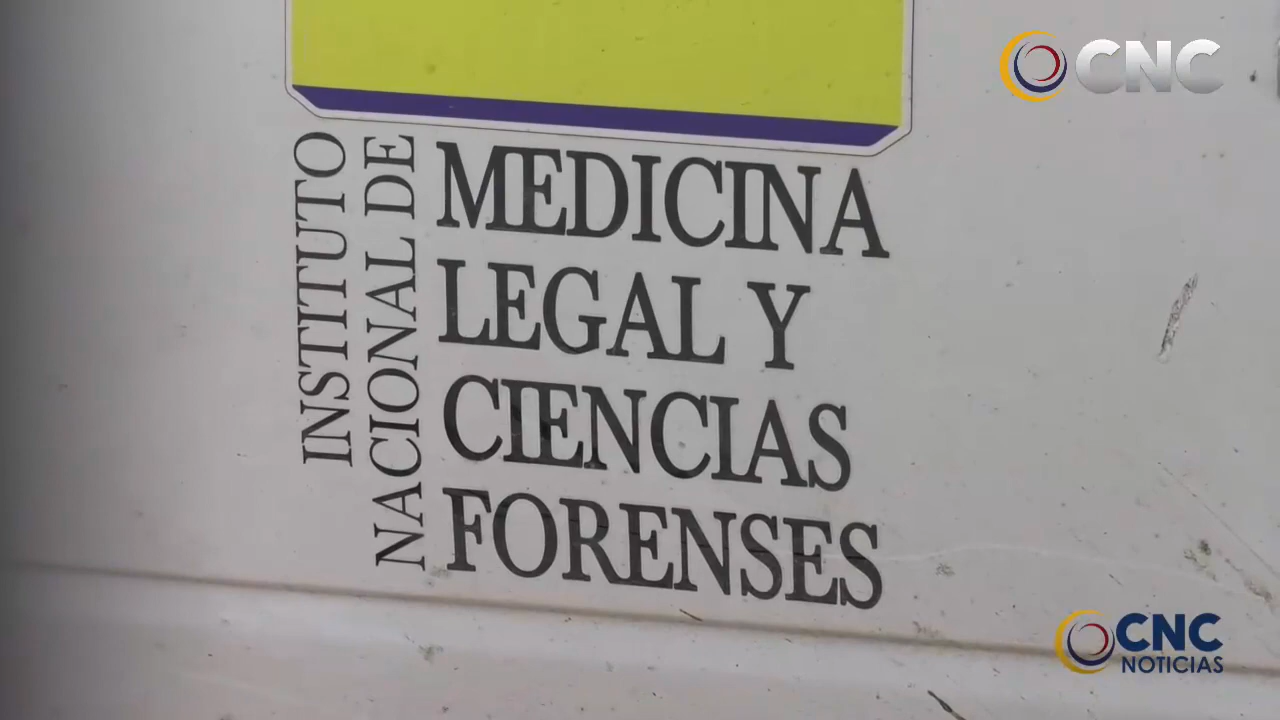 CNC
INSTITUTO
NACIONAL DE
MEDICINA
LEGAL Y
CIENCIAS
FORENSES
CNC
NOTICIAS